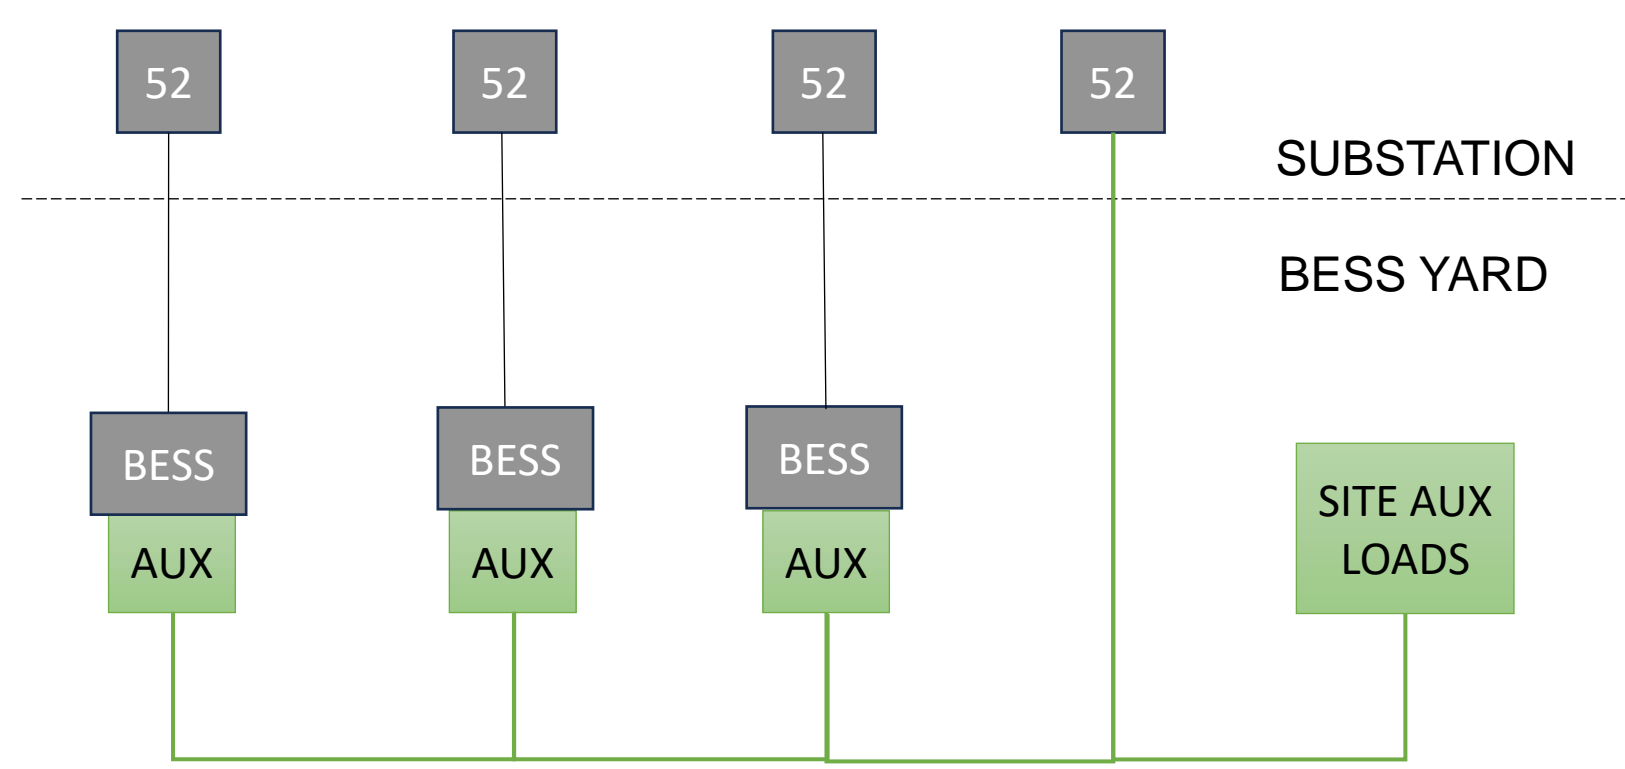 52
52
52
52
SUBSTATION
BESS YARD
BESS
BESS
BESS
AUX
AUX
AUX
SITE AUX
LOADS